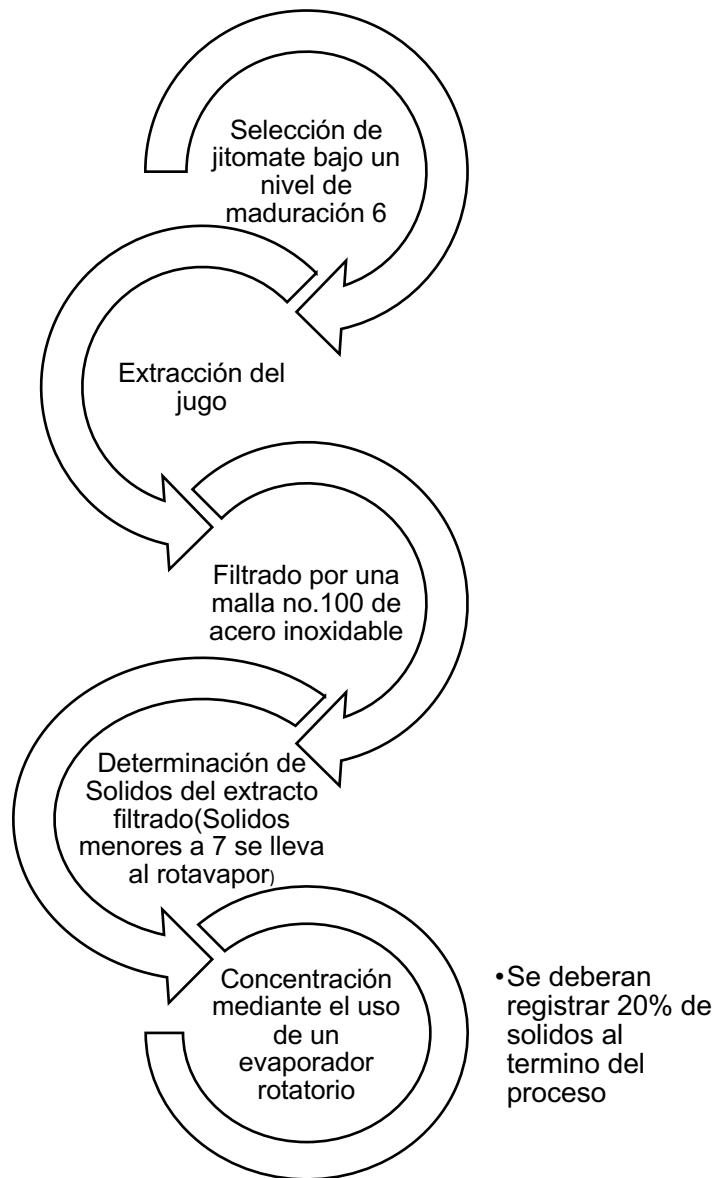 Selección de
jitomate bajo un
nivel de
maduración 6
Extracción del
jugo
Filtrado por una
malla no.100 de
acero inoxidable
Determinación de
Solidos del extracto
filtrado(Solidos
menores a 7 se lleva
al rotavapor)
Concentración
mediante el uso
de un
evaporador
rotatorio
•Se deberan
registrar 20% de
solidos al
termino del
proceso